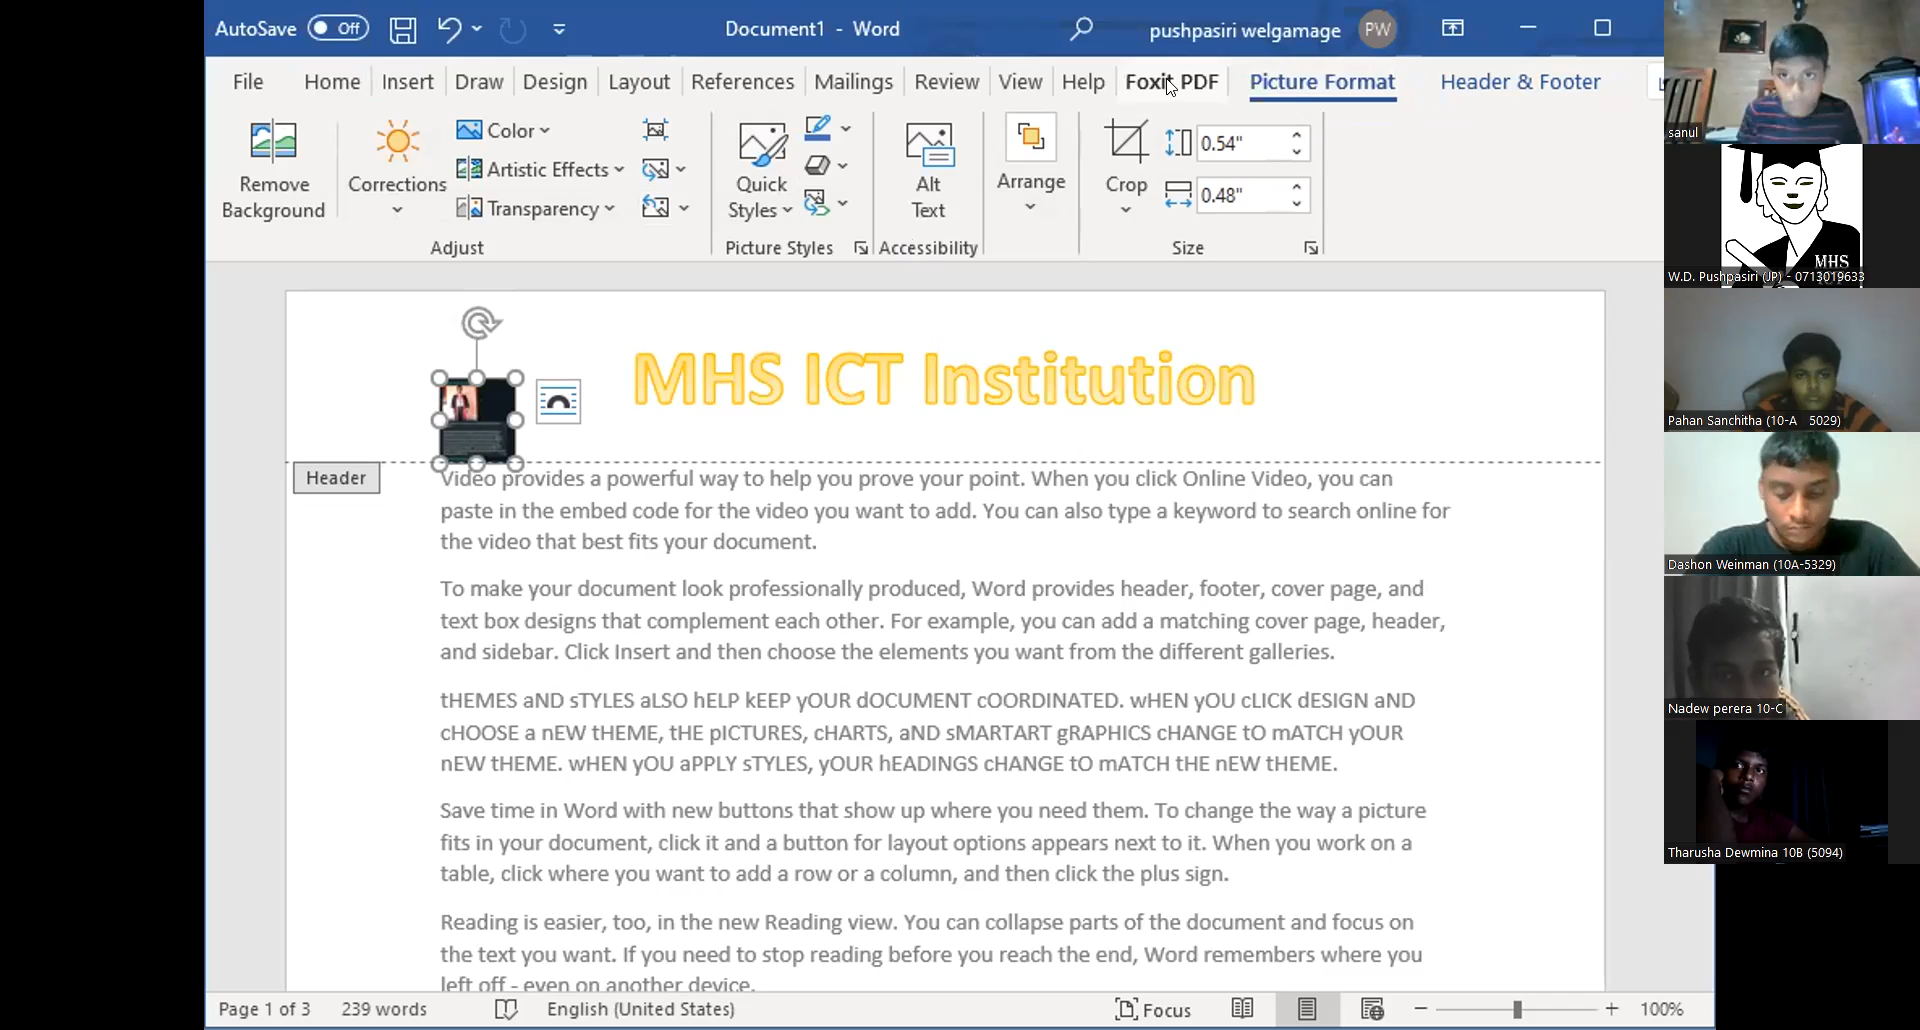 AutoSave Off Document1 - Word pushpasiri welgamage PW
File Home Insert Draw Design Layout References Mailings Review View Help Foxit PDF Picture Format Header & Footer
Remove Background
Corrections
Color
Artistic Effects
Transparency
Adjust
Quick Styles
Picture Styles
Alt Text
Accessibility
Arrange
Crop
0.54"
0.48"
Size
MHS ICT Institution
Header
Video provides a powerful way to help you prove your point. When you click Online Video, you can
paste in the embed code for the video you want to add. You can also type a keyword to search online for
the video that best fits your document.
To make your document look professionally produced, Word provides header, footer, cover page, and
text box designs that complement each other. For example, you can add a matching cover page, header,
and sidebar. Click Insert and then choose the elements you want from the different galleries.
tHEMES aND sTYLES aLSO hELP kEEP yOUR dOCUMENT cOORDINATED. wHEN yOU cLICK dESIGN aND
cHOOSE a nEW tHEME, tHE pICTURES, cHARTS, aND sMARTART gRAPHICS cHANGE tO mATCH yOUR
nEW tHEME. wHEN yOU aPPLY sTYLES, yOUR hEADINGS cHANGE tO mATCH tHE nEW tHEME.
Save time in Word with new buttons that show up where you need them. To change the way a picture
fits in your document, click it and a button for layout options appears next to it. When you work on a
table, click where you want to add a row or a column, and then click the plus sign.
Reading is easier, too, in the new Reading view. You can collapse parts of the document and focus on
the text you want. If you need to stop reading before you reach the end, Word remembers where you
left off - even on another device.
Page 1 of 3 239 words English (United States) Focus 100%
sanul
MHS
W.D. Pushpasiri (JP) - 0713019633
Pahan Sanchitha (10-A 5029)
Dashon Weinman (10A-5329)
Nadew perera 10-C
Tharusha Dewmina 10B (5094)